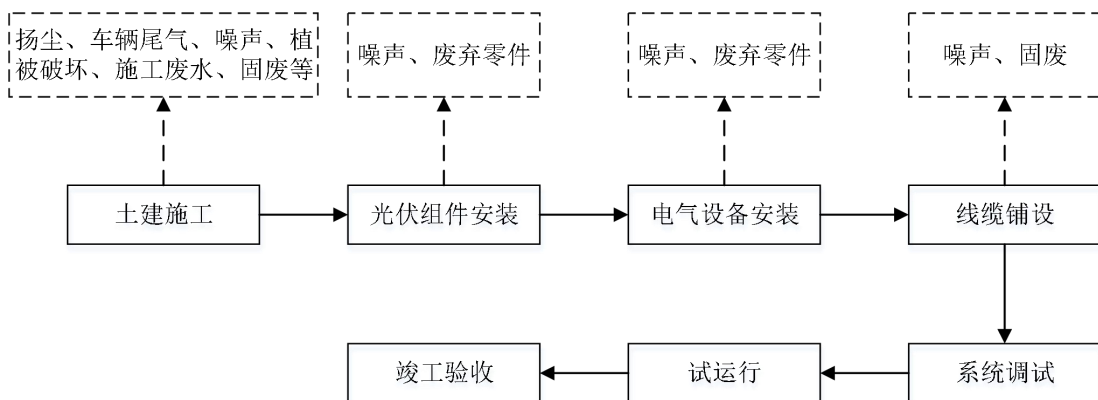 扬尘、车辆尾气、噪声、植
被破坏、施工废水、固废等
噪声、废弃零件
噪声、废弃零件
噪声、固废
土建施工
光伏组件安装
电气设备安装
线缆铺设
竣工验收
试运行
系统调试